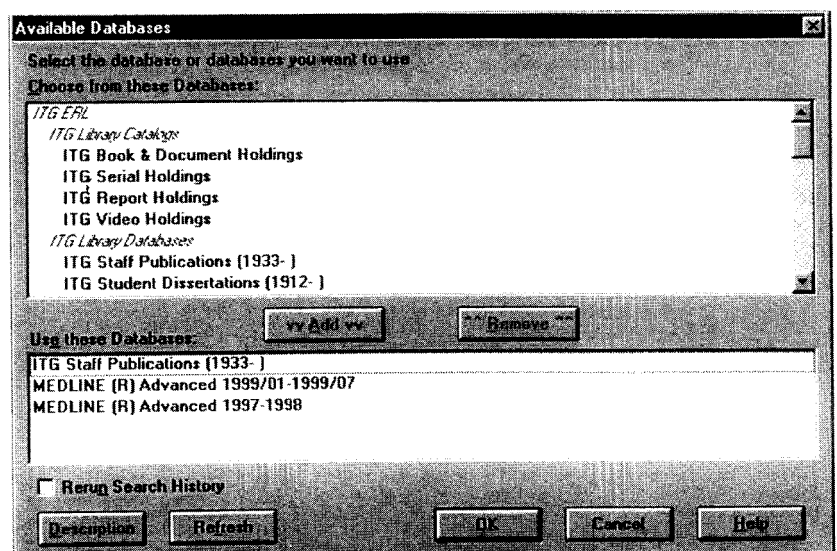 Available Databases
Select the database or databases you want to use
Choose from these Databases:
ITG ERL
ITG Library Catalogs
ITG Book & Document Holdings
ITG Serial Holdings
ITG Report Holdings
ITG Video Holdings
ITG Library Databases
ITG Staff Publications (1933- )
ITG Student Dissertations (1912- )
vv Add vv
^^ Remove ^^
Use these Databases:
ITG Staff Publications (1933- )
MEDLINE (R) Advanced 1999/01-1999/07
MEDLINE (R) Advanced 1997-1998
Rerun Search History
Description
Refresh
OK
Cancel
Help